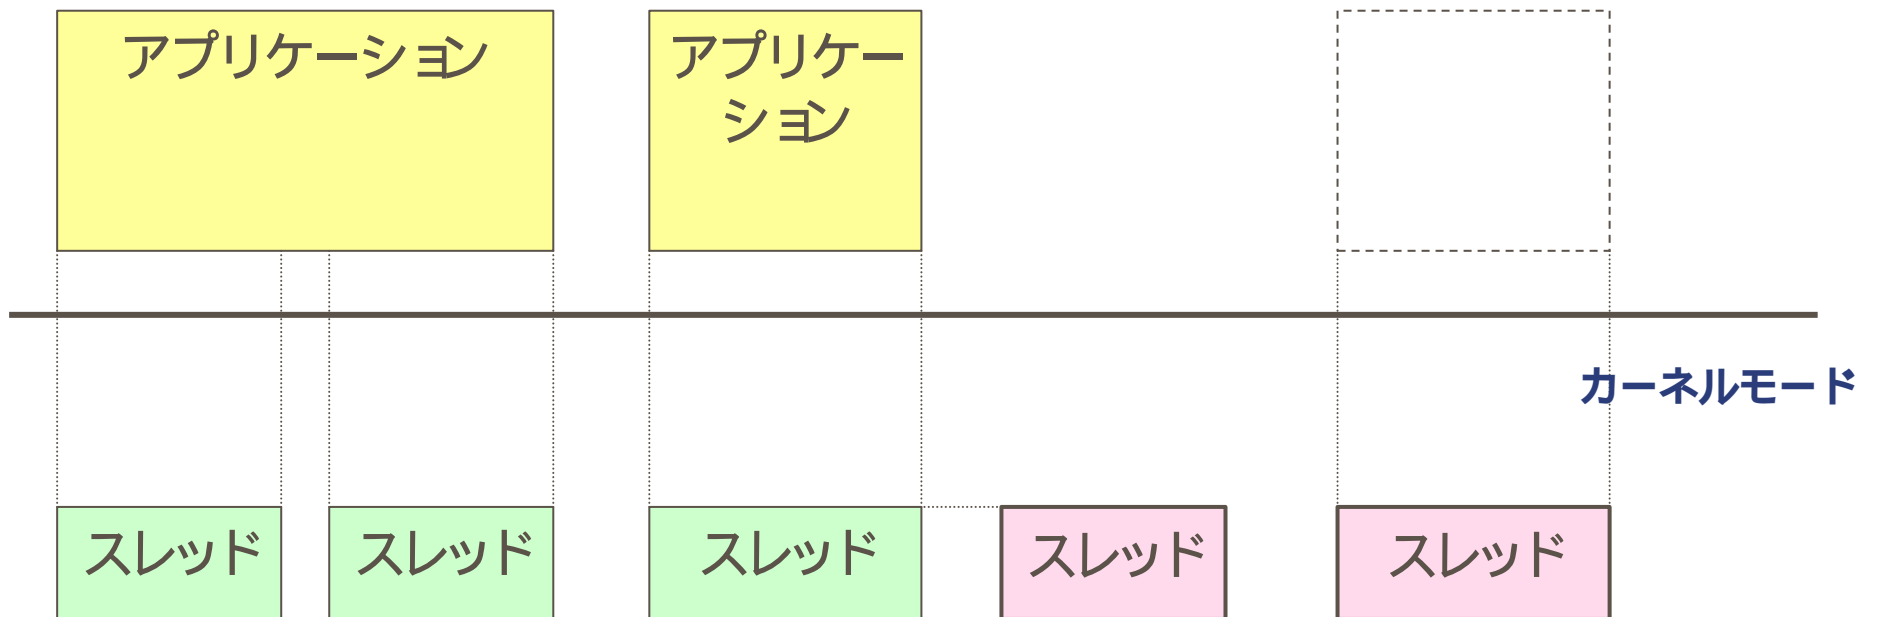 アプリケーション
アプリケー
ション
カーネルモード
スレッド
スレッド
スレッド
スレッド
スレッド